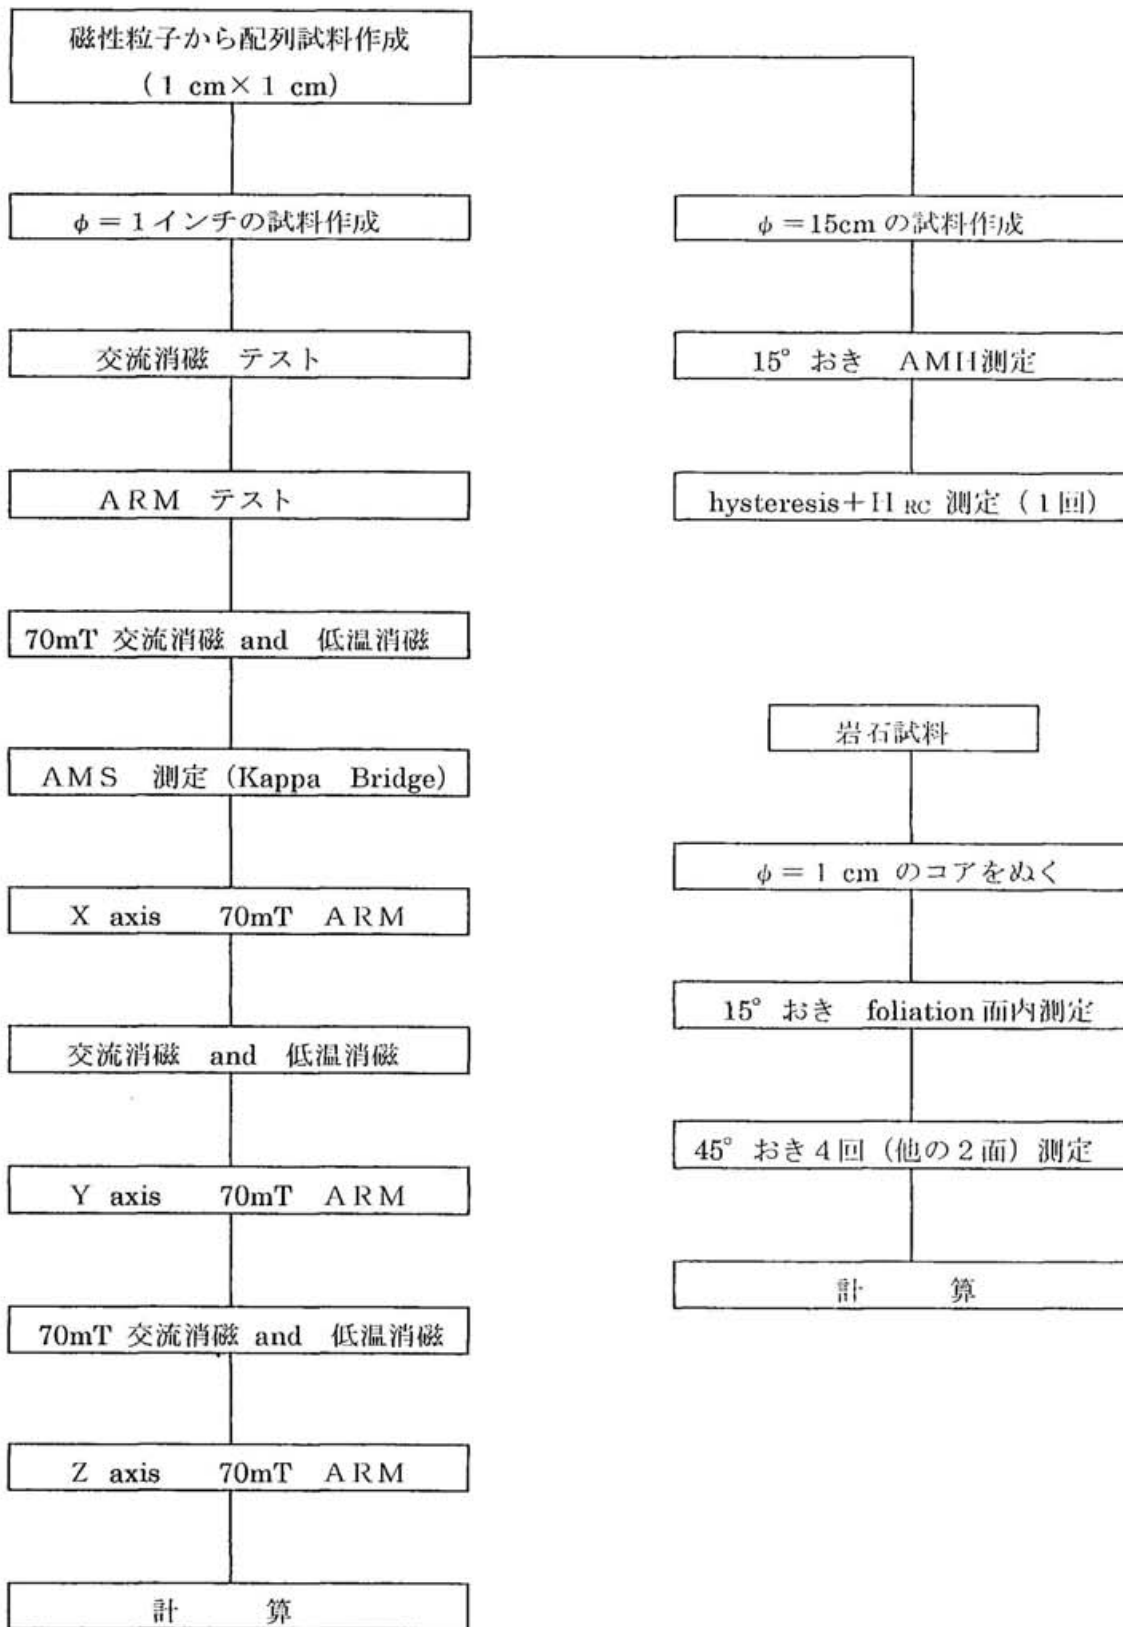 磁性粒子から配列試料作成
(1 cm×1 cm)
φ=1インチの試料作成
交流消磁 テスト
ARM テスト
70mT 交流消磁 and 低温消磁
AMS 測定(Kappa Bridge)
X axis 70mT ARM
交流消磁 and 低温消磁
Y axis 70mT ARM
70mT 交流消磁 and 低温消磁
Z axis 70mT ARM
計 算
φ=15cm の試料作成
15° おき AMH測定
hysteresis+H RC 測定(1回)
岩石試料
φ=1 cm のコアをぬく
15° おき foliation 面内測定
45° おき4回(他の2面)測定
計 算